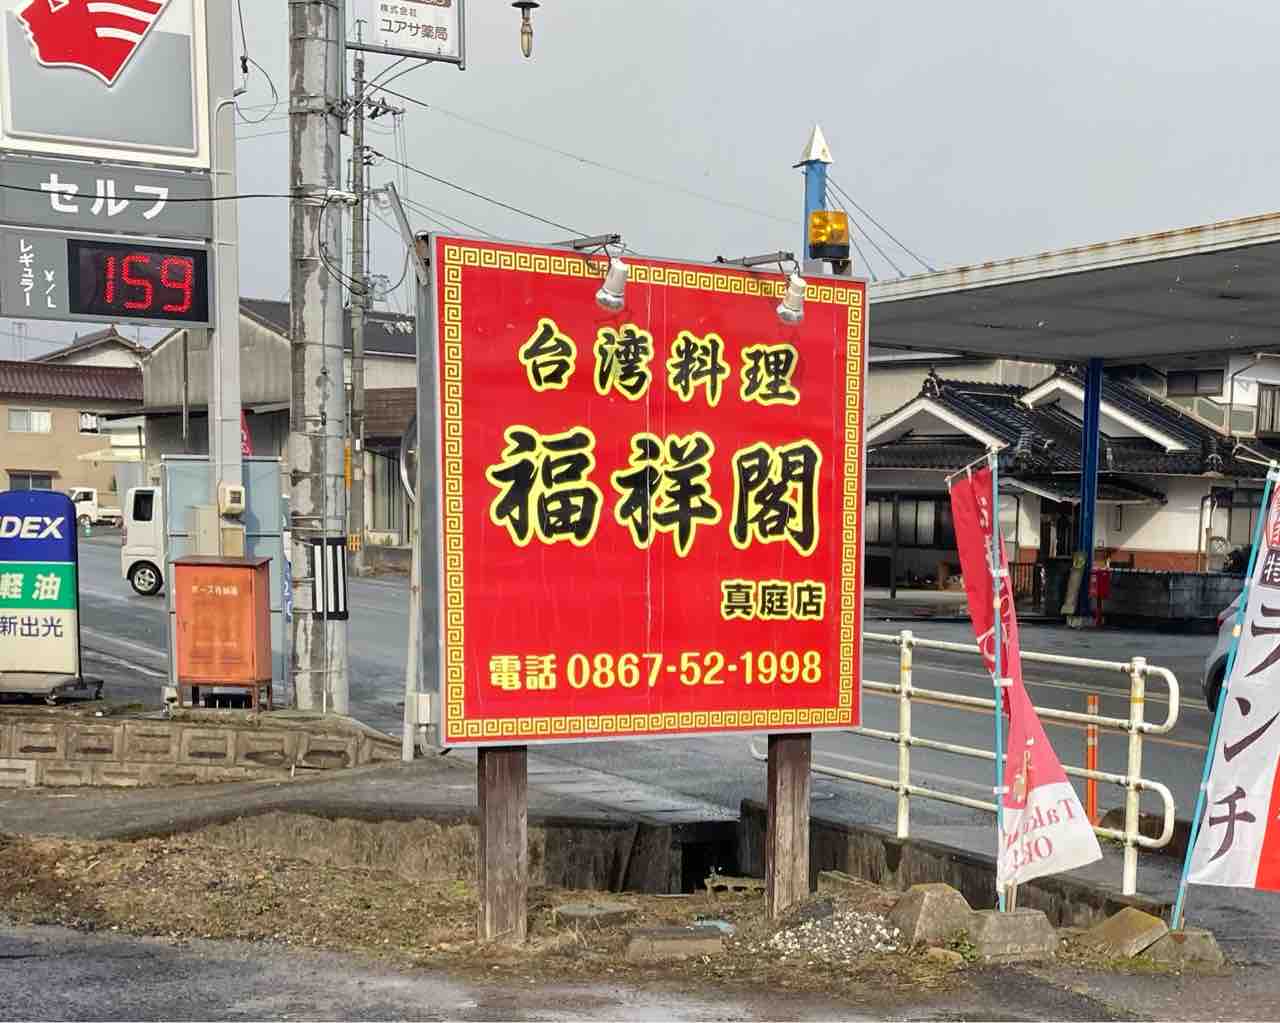 株式会社
ユアサ薬局
セルフ
レギュラー
¥/L
159
台湾料理
福祥閣
真庭店
電話 0867-52-1998
DEX
軽油
新出光
ランチ